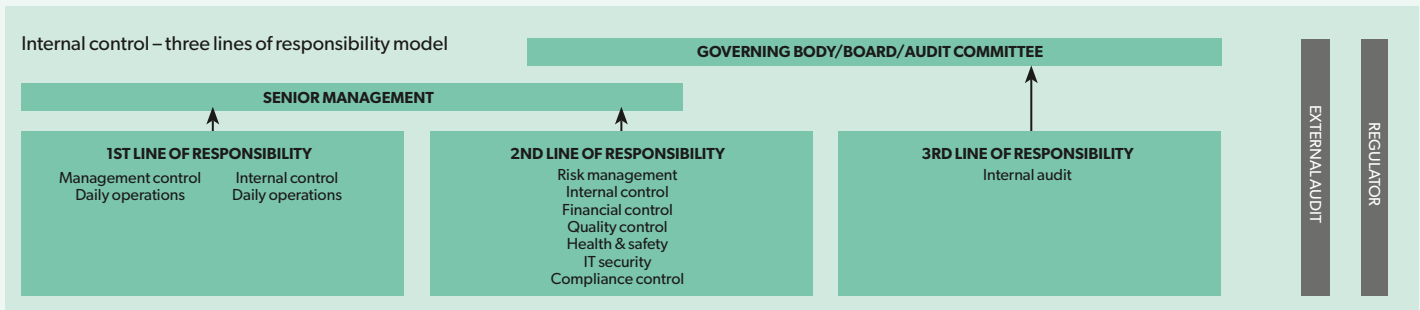 Internal control – three lines of responsibility model
GOVERNING BODY/BOARD/AUDIT COMMITTEE
SENIOR MANAGEMENT
1ST LINE OF RESPONSIBILITY
Management control
Daily operations
Internal control
Daily operations
2ND LINE OF RESPONSIBILITY
Risk management
Internal control
Financial control
Quality control
Health & safety
IT security
Compliance control
3RD LINE OF RESPONSIBILITY
Internal audit
EXTERNAL AUDIT
REGULATOR